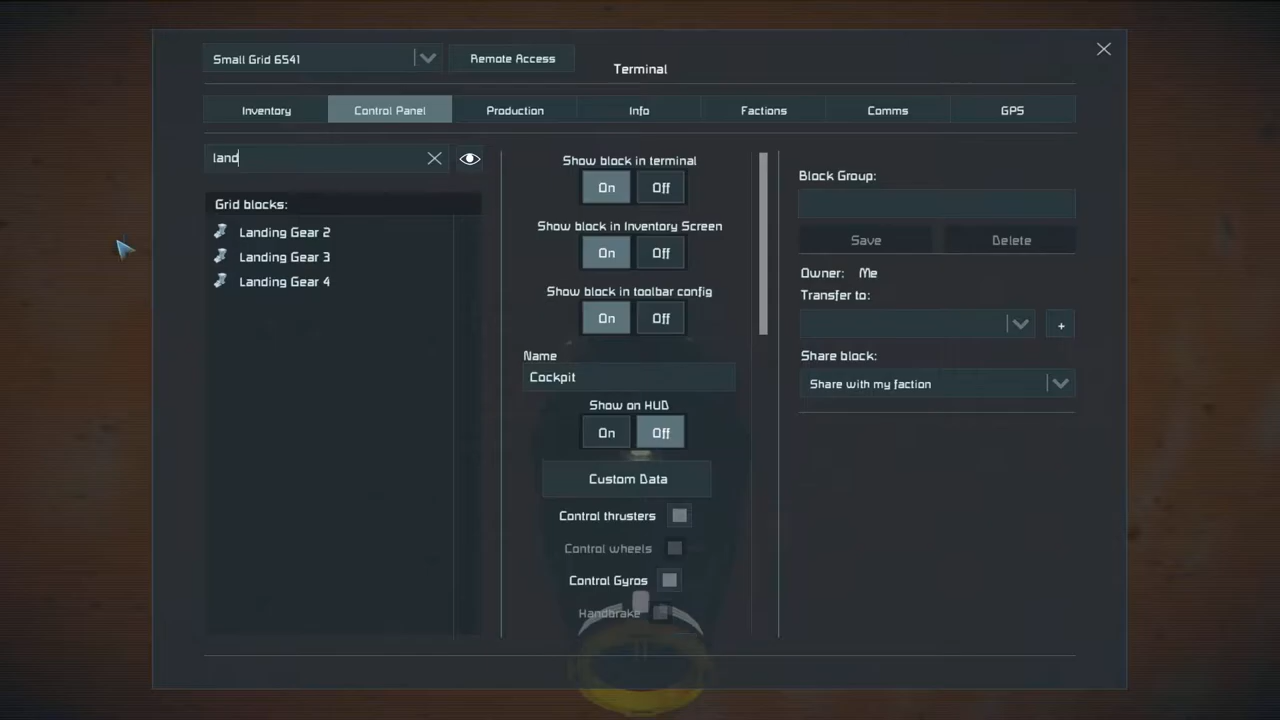 Small Grid 6541
Remote Access
Terminal
Inventory
Control Panel
Production
Info
Factions
Comms
GPS
land
Grid blocks:
Landing Gear 2
Landing Gear 3
Landing Gear 4
Show block in terminal
On Off
Show block in Inventory Screen
On Off
Show block in toolbar config
On Off
Name
Cockpit
Show on HUD
On Off
Custom Data
Control thrusters
Control wheels
Control Gyros
Handbrake
Block Group:
Save
Delete
Owner: Me
Transfer to:
+
Share block:
Share with my faction